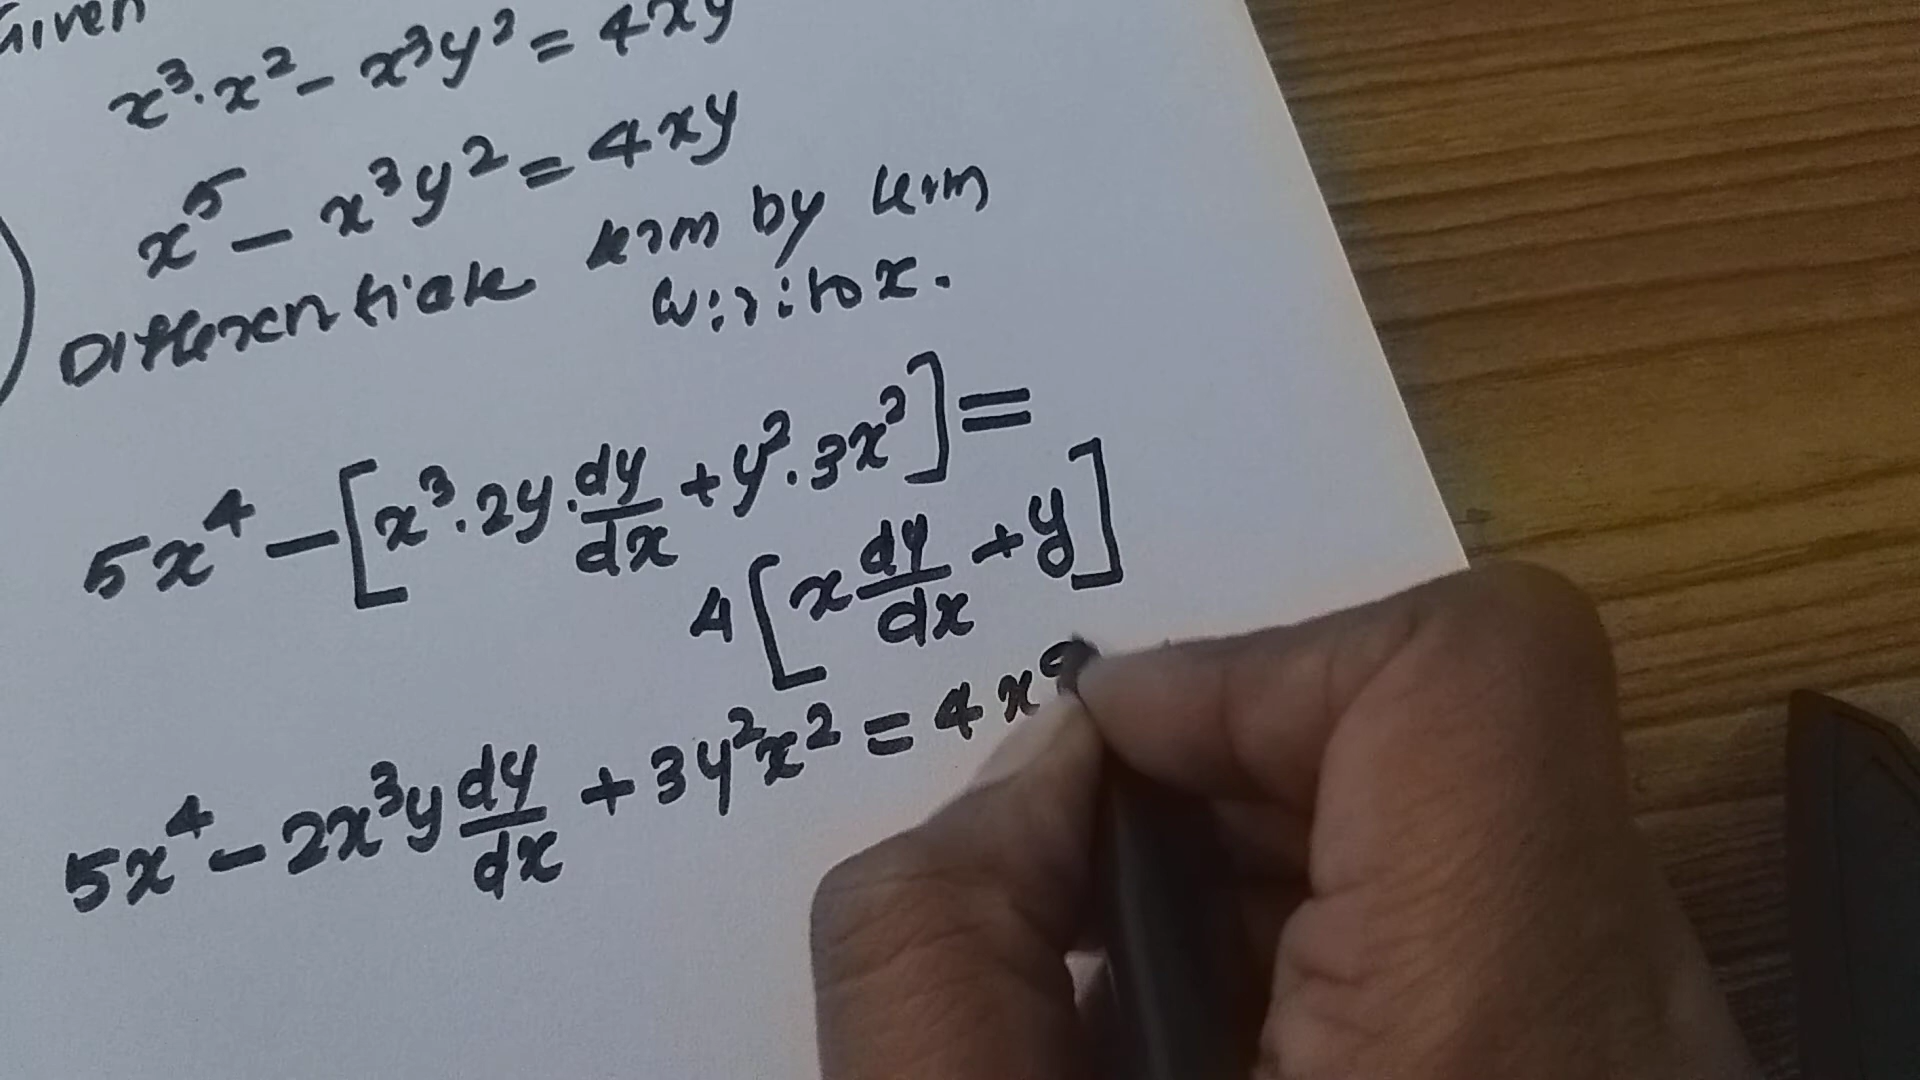 Given
x³·x² - x³y² = 4xy
x⁵ - x³y² = 4xy
Differentiate term by term
w.r.to x.
5x⁴ - [x³·2y·dy/dx + y²·3x²] =
4[x dy/dx + y]
5x⁴ - 2x³y dy/dx + 3y²x² = 4x